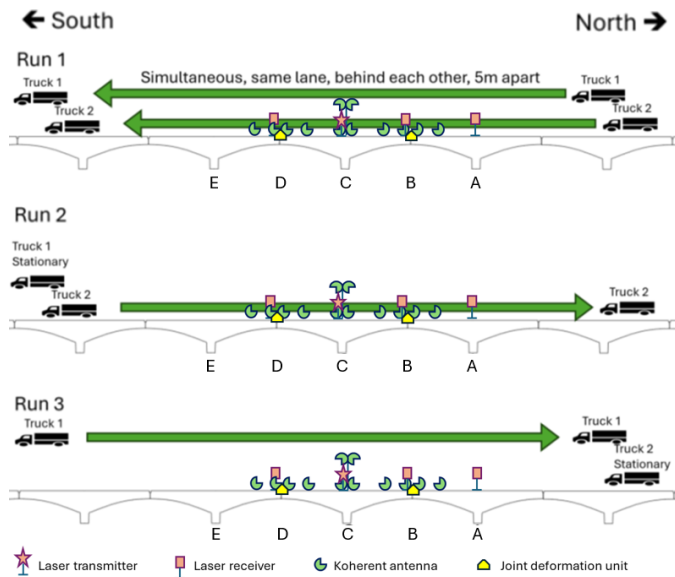 South
North
Run 1
Truck 1
Truck 2
Simultaneous, same lane, behind each other, 5m apart
Truck 1
Truck 2
E D C B A
Run 2
Truck 1
Stationary
Truck 2
Truck 2
E D C B A
Run 3
Truck 1
Truck 1
Truck 2
Stationary
E D C B A
Laser transmitter
Laser receiver
Koherent antenna
Joint deformation unit